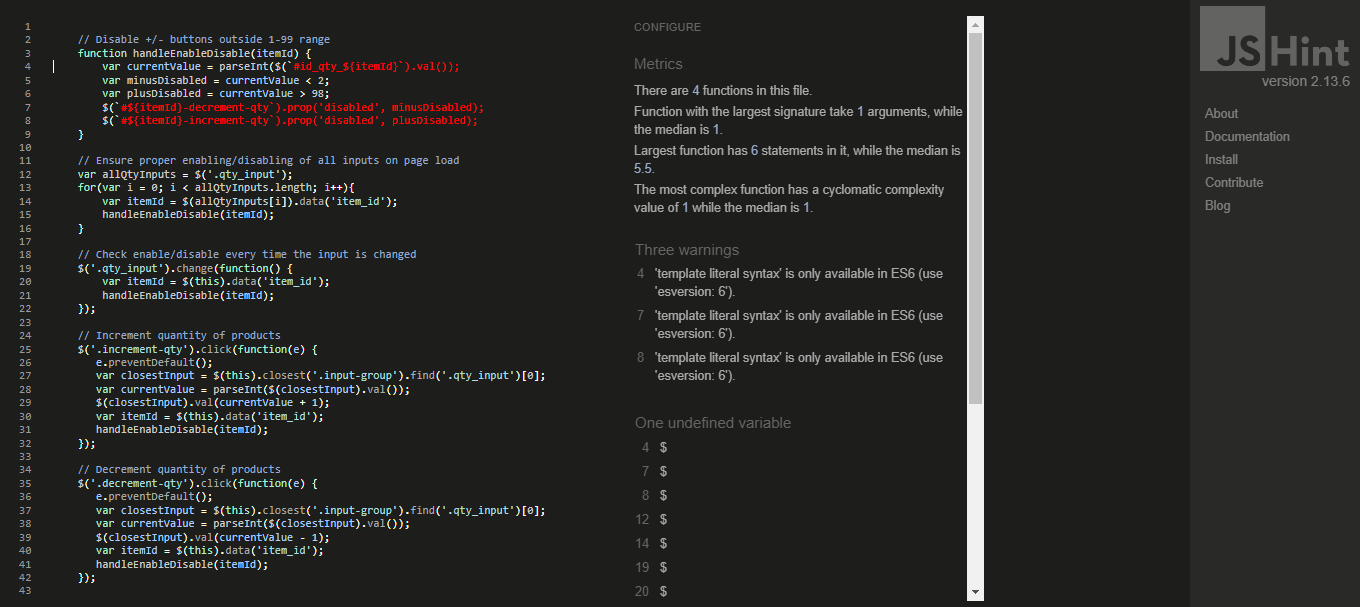 1
2 // Disable +/- buttons outside 1-99 range
3 function handleEnableDisable(itemId) {
4 var currentValue = parseInt($(`#id_qty_${itemId}`).val());
5 var minusDisabled = currentValue < 2;
6 var plusDisabled = currentValue > 98;
7 $(`#${itemId}-decrement-qty`).prop('disabled', minusDisabled);
8 $(`#${itemId}-increment-qty`).prop('disabled', plusDisabled);
9 }
10
11 // Ensure proper enabling/disabling of all inputs on page load
12 var allQtyInputs = $('.qty_input');
13 for(var i = 0; i < allQtyInputs.length; i++){
14 var itemId = $(allQtyInputs[i]).data('item_id');
15 handleEnableDisable(itemId);
16 }
17
18 // Check enable/disable every time the input is changed
19 $('.qty_input').change(function() {
20 var itemId = $(this).data('item_id');
21 handleEnableDisable(itemId);
22 });
23
24 // Increment quantity of products
25 $('.increment-qty').click(function(e) {
26 e.preventDefault();
27 var closestInput = $(this).closest('.input-group').find('.qty_input')[0];
28 var currentValue = parseInt($(closestInput).val());
29 $(closestInput).val(currentValue + 1);
30 var itemId = $(this).data('item_id');
31 handleEnableDisable(itemId);
32 });
33
34 // Decrement quantity of products
35 $('.decrement-qty').click(function(e) {
36 e.preventDefault();
37 var closestInput = $(this).closest('.input-group').find('.qty_input')[0];
38 var currentValue = parseInt($(closestInput).val());
39 $(closestInput).val(currentValue - 1);
40 var itemId = $(this).data('item_id');
41 handleEnableDisable(itemId);
42 });
43
CONFIGURE
Metrics
There are 4 functions in this file.
Function with the largest signature take 1 arguments, while
the median is 1.
Largest function has 6 statements in it, while the median is
5.5.
The most complex function has a cyclomatic complexity
value of 1 while the median is 1.
Three warnings
4 'template literal syntax' is only available in ES6 (use
'esversion: 6').
7 'template literal syntax' is only available in ES6 (use
'esversion: 6').
8 'template literal syntax' is only available in ES6 (use
'esversion: 6').
One undefined variable
4 $
7 $
8 $
12 $
14 $
19 $
20 $
JSHint
version 2.13.6
About
Documentation
Install
Contribute
Blog